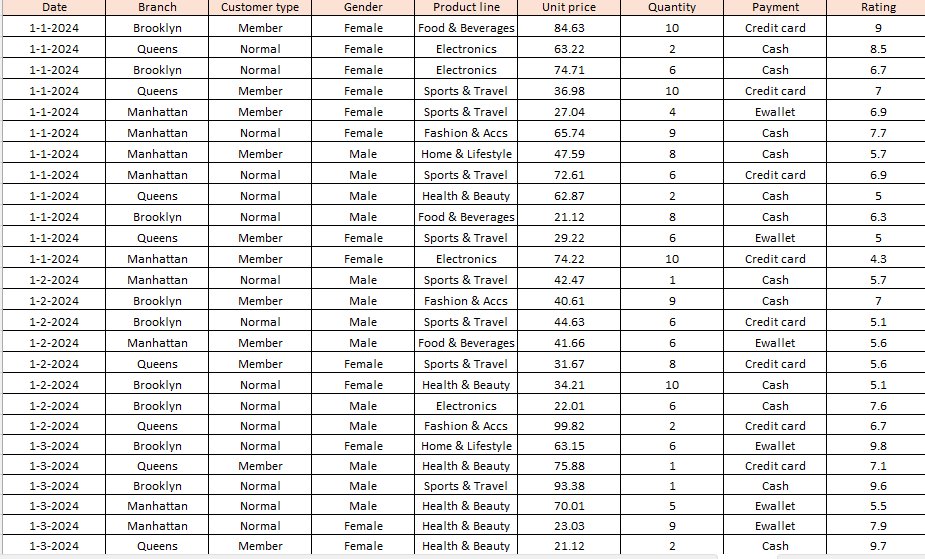 Date Branch Customer type Gender Product line Unit price Quantity Payment Rating
1-1-2024 Brooklyn Member Female Food & Beverages 84.63 10 Credit card 9
1-1-2024 Queens Normal Female Electronics 63.22 2 Cash 8.5
1-1-2024 Brooklyn Normal Female Electronics 74.71 6 Cash 6.7
1-1-2024 Queens Member Female Sports & Travel 36.98 10 Credit card 7
1-1-2024 Manhattan Member Female Sports & Travel 27.04 4 Ewallet 6.9
1-1-2024 Manhattan Normal Female Fashion & Accs 65.74 9 Cash 7.7
1-1-2024 Manhattan Member Male Home & Lifestyle 47.59 8 Cash 5.7
1-1-2024 Manhattan Normal Male Sports & Travel 72.61 6 Credit card 6.9
1-1-2024 Queens Normal Male Health & Beauty 62.87 2 Cash 5
1-1-2024 Brooklyn Normal Male Food & Beverages 21.12 8 Cash 6.3
1-1-2024 Queens Member Female Sports & Travel 29.22 6 Ewallet 5
1-1-2024 Manhattan Member Female Electronics 74.22 10 Credit card 4.3
1-2-2024 Manhattan Normal Male Sports & Travel 42.47 1 Cash 5.7
1-2-2024 Brooklyn Member Male Fashion & Accs 40.61 9 Cash 7
1-2-2024 Brooklyn Normal Male Sports & Travel 44.63 6 Credit card 5.1
1-2-2024 Manhattan Member Male Food & Beverages 41.66 6 Ewallet 5.6
1-2-2024 Queens Member Female Sports & Travel 31.67 8 Credit card 5.6
1-2-2024 Brooklyn Normal Female Health & Beauty 34.21 10 Cash 5.1
1-2-2024 Brooklyn Normal Male Electronics 22.01 6 Cash 7.6
1-2-2024 Queens Normal Male Fashion & Accs 99.82 2 Credit card 6.7
1-3-2024 Brooklyn Normal Female Home & Lifestyle 63.15 6 Ewallet 9.8
1-3-2024 Queens Member Male Health & Beauty 75.88 1 Credit card 7.1
1-3-2024 Brooklyn Normal Male Sports & Travel 93.38 1 Cash 9.6
1-3-2024 Manhattan Normal Male Health & Beauty 70.01 5 Ewallet 5.5
1-3-2024 Manhattan Normal Female Health & Beauty 23.03 9 Ewallet 7.9
1-3-2024 Queens Member Female Health & Beauty 21.12 2 Cash 9.7